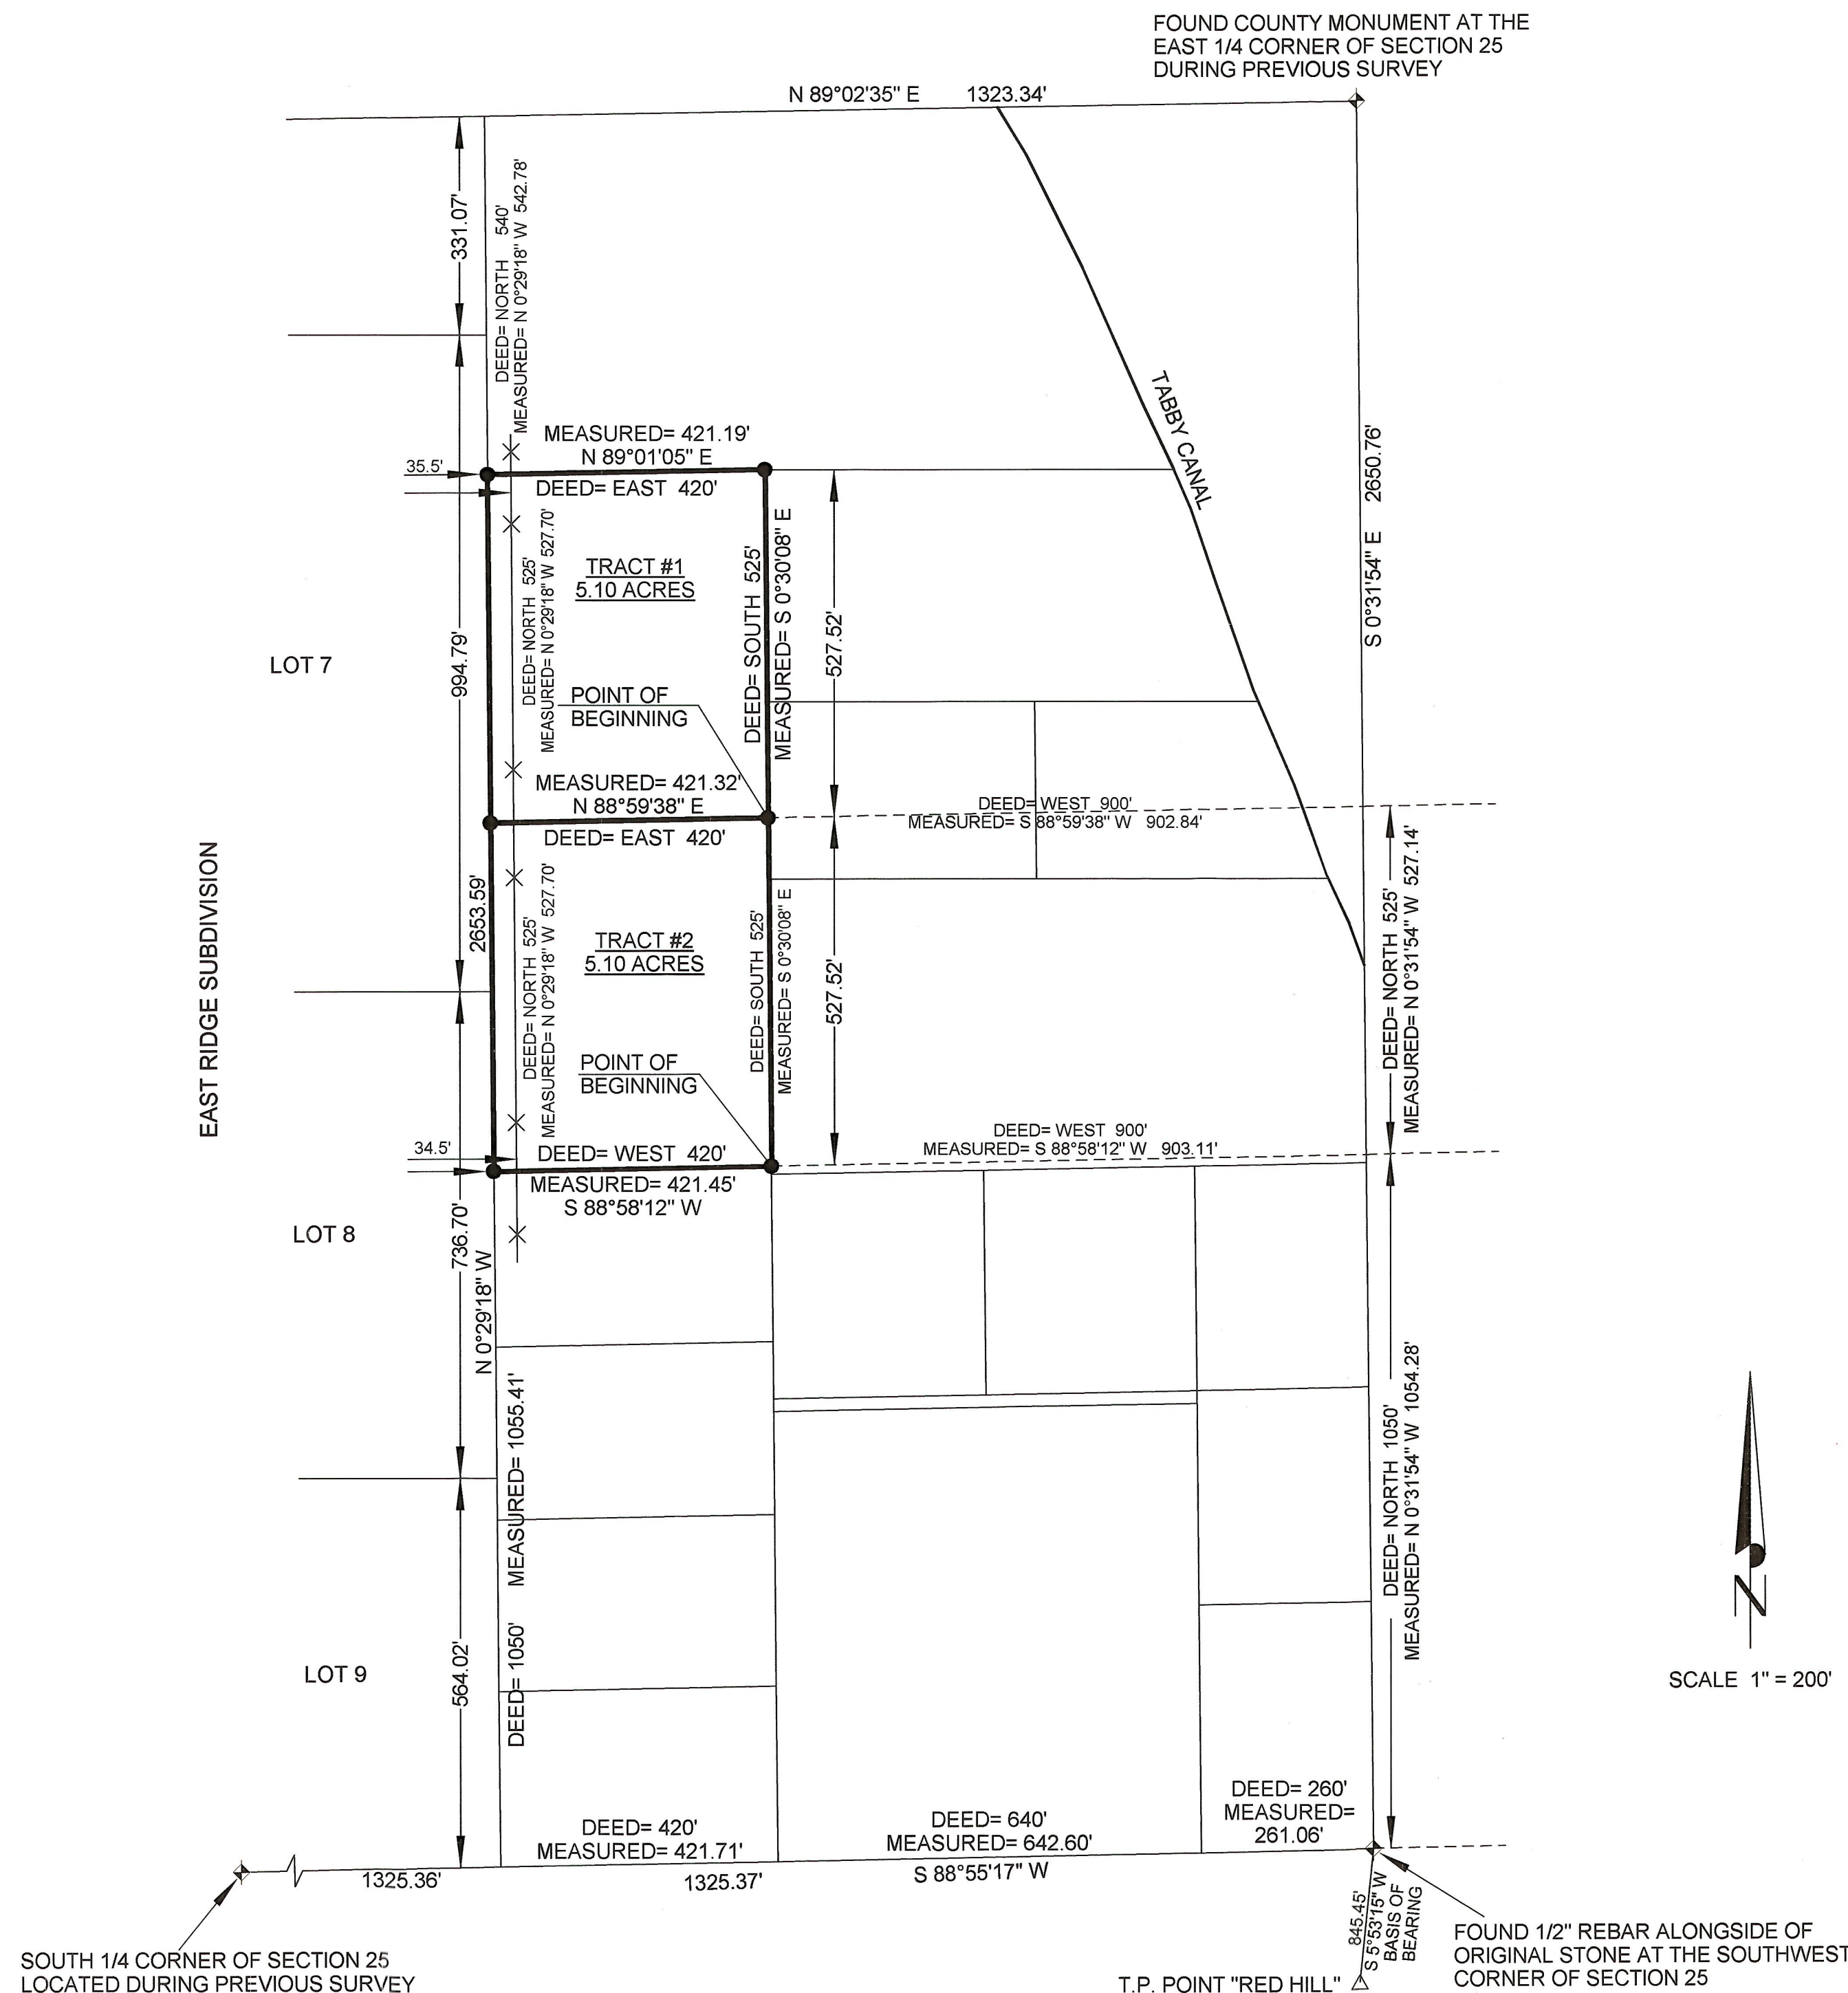 FOUND COUNTY MONUMENT AT THE
EAST 1/4 CORNER OF SECTION 25
DURING PREVIOUS SURVEY
N 89°02'35" E 1323.34'
331.07'
DEED= NORTH 540'
MEASURED= N 0°29'18" W 542.78'
TABBY CANAL
S 0°31'54" E 2650.76'
MEASURED= 421.19'
N 89°01'05" E
35.5'
DEED= EAST 420'
DEED= NORTH 525'
MEASURED= N 0°29'18" W 527.70'
TRACT #1
5.10 ACRES
DEED= SOUTH 525'
MEASURED= S 0°30'08" E
527.52'
994.79'
LOT 7
POINT OF
BEGINNING
MEASURED= 421.32'
N 88°59'38" E
DEED= EAST 420'
DEED= WEST 900'
MEASURED= S 88°59'38" W 902.84'
EAST RIDGE SUBDIVISION
2653.59'
DEED= NORTH 525'
MEASURED= N 0°29'18" W 527.70'
TRACT #2
5.10 ACRES
DEED= SOUTH 525'
MEASURED= S 0°30'08" E
527.52'
DEED= NORTH 525'
MEASURED= N 0°31'54" W 527.14'
POINT OF
BEGINNING
34.5'
DEED= WEST 420'
MEASURED= 421.45'
S 88°58'12" W
DEED= WEST 900'
MEASURED= S 88°58'12" W 903.11'
LOT 8
736.70'
N 0°29'18" W
DEED= 1050' MEASURED= 1055.41'
DEED= NORTH 1050'
MEASURED= N 0°31'54" W 1054.28'
N
SCALE 1" = 200'
LOT 9
564.02'
DEED= 420'
MEASURED= 421.71'
DEED= 640'
MEASURED= 642.60'
DEED= 260'
MEASURED=
261.06'
1325.36'
1325.37'
S 88°55'17" W
845.45'
S 5°53'15" W
BASIS OF
BEARING
SOUTH 1/4 CORNER OF SECTION 25
LOCATED DURING PREVIOUS SURVEY
T.P. POINT "RED HILL"
FOUND 1/2" REBAR ALONGSIDE OF
ORIGINAL STONE AT THE SOUTHWEST
CORNER OF SECTION 25